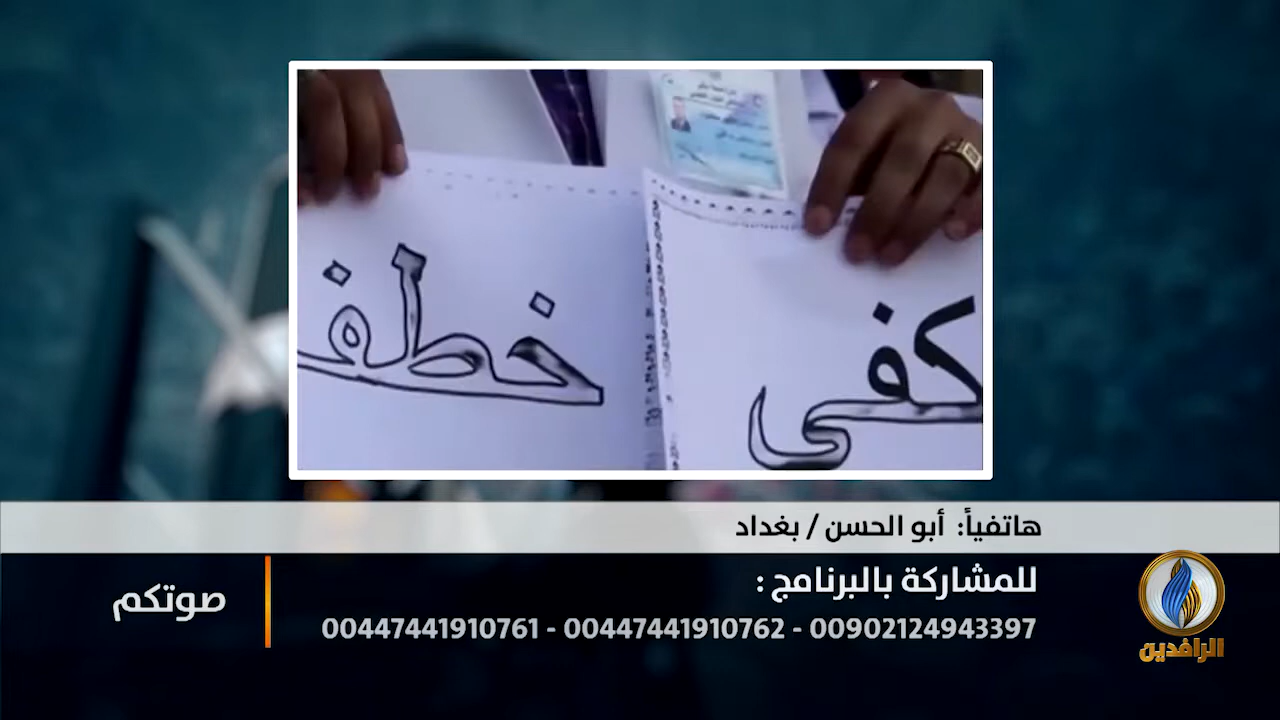 كفى
خطف
هاتفياً: أبو الحسن / بغداد
للمشاركة بالبرنامج :
00447441910761 - 00447441910762 - 00902124943397
صوتكم
الرافدين